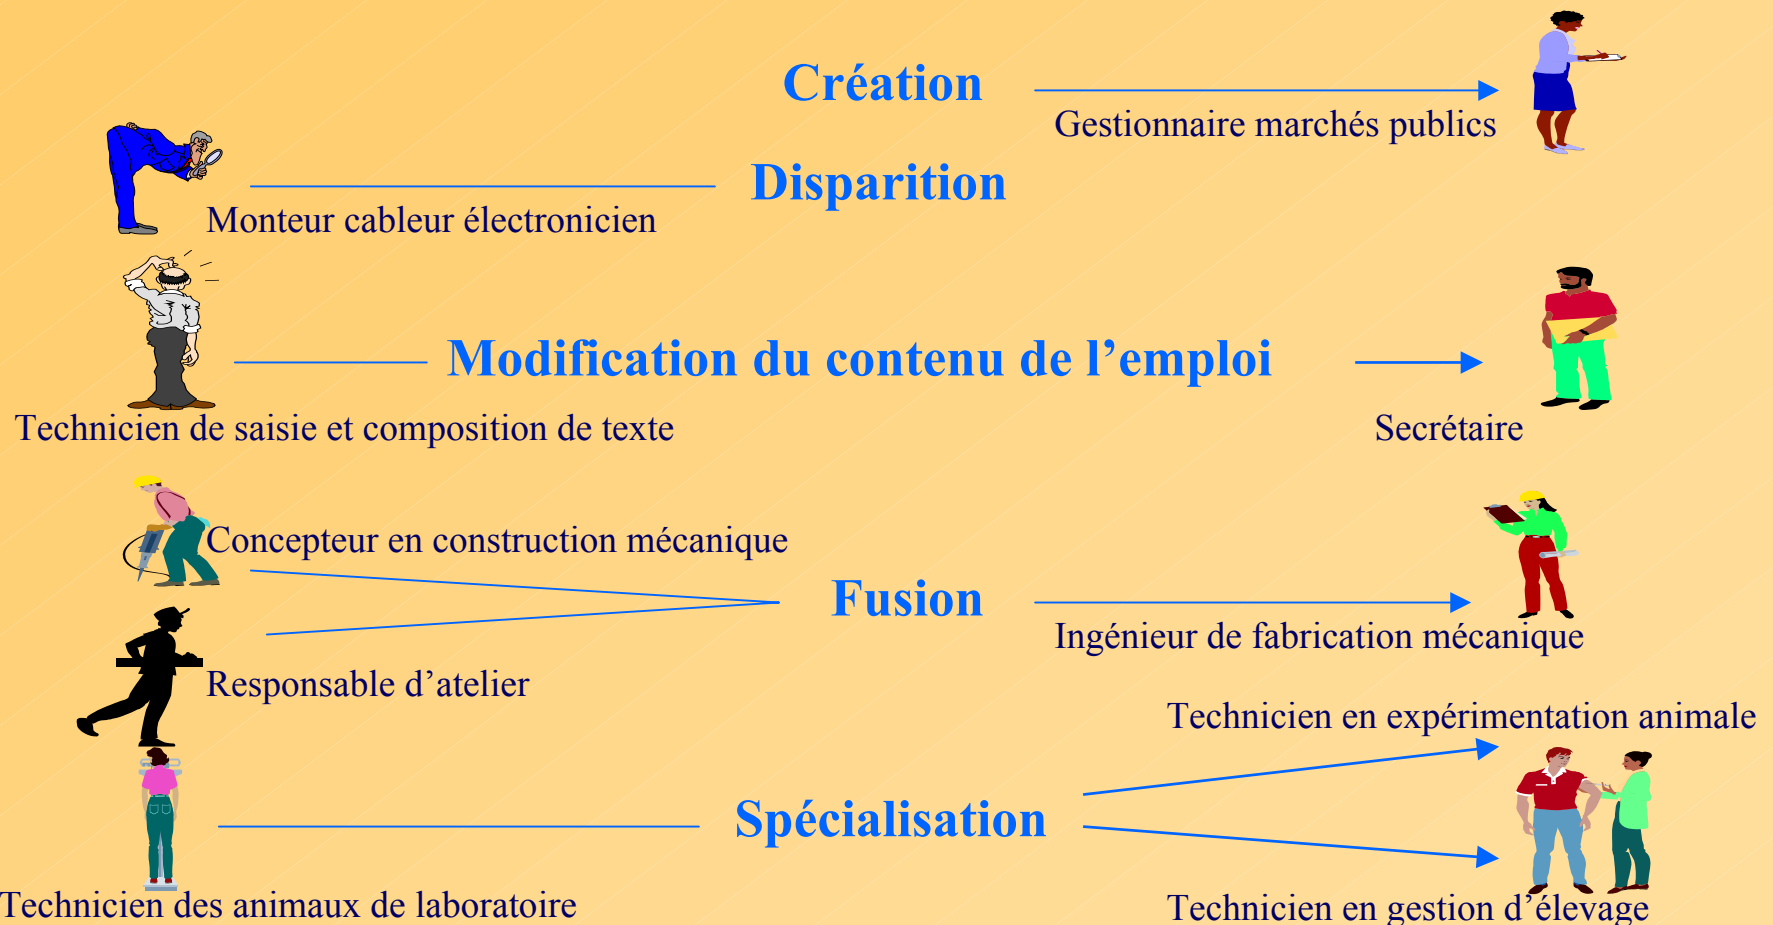 Création
Gestionnaire marchés publics
Disparition
Monteur cableur électronicien
Modification du contenu de l’emploi
Technicien de saisie et composition de texte
Secrétaire
Concepteur en construction mécanique
Fusion
Ingénieur de fabrication mécanique
Responsable d’atelier
Technicien en expérimentation animale
Spécialisation
Technicien des animaux de laboratoire
Technicien en gestion d’élevage